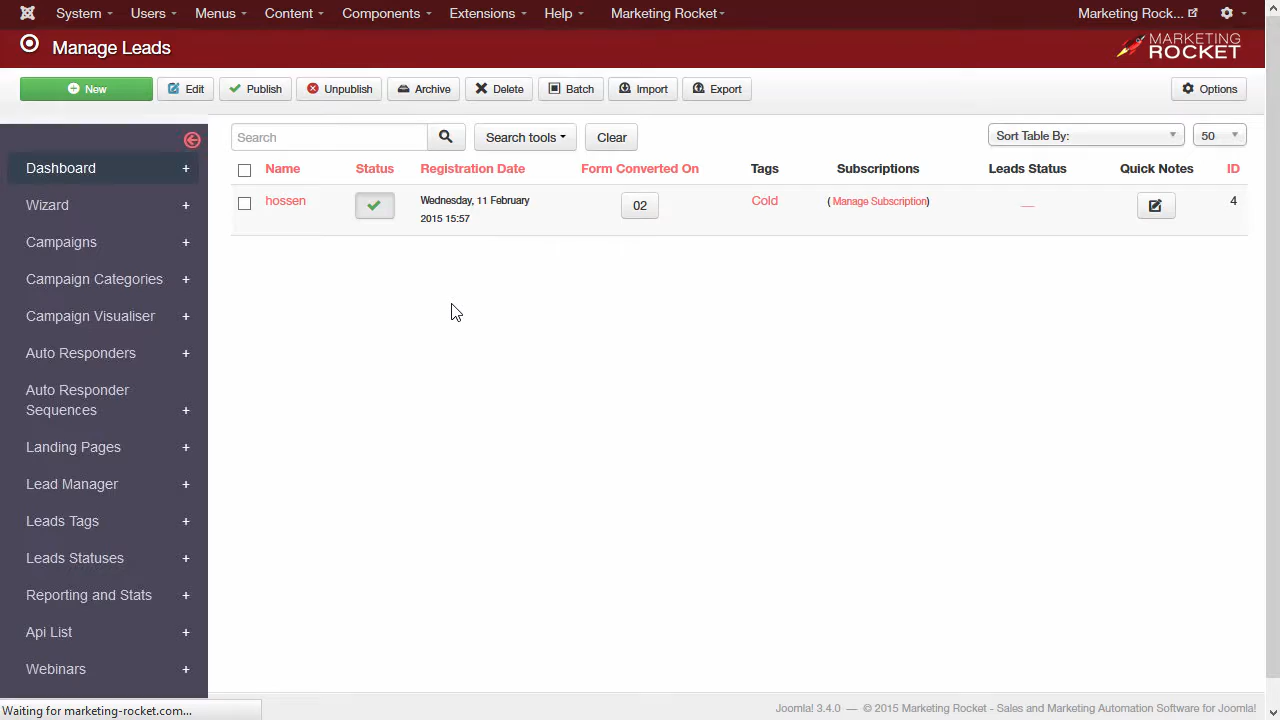 System Users Menus Content Components Extensions Help Marketing Rocket Marketing Rock...
Manage Leads
MARKETING
ROCKET
New Edit Publish Unpublish Archive Delete Batch Import Export Options
Search Search tools Clear Sort Table By: 50
Name Status Registration Date Form Converted On Tags Subscriptions Leads Status Quick Notes ID
hossen Wednesday, 11 February 02 Cold ( Manage Subscription) __ 4
2015 15:57
Dashboard +
Wizard +
Campaigns +
Campaign Categories +
Campaign Visualiser +
Auto Responders +
Auto Responder
Sequences +
Landing Pages +
Lead Manager +
Leads Tags +
Leads Statuses +
Reporting and Stats +
Api List +
Webinars +
Waiting for marketing-rocket.com...
Joomla! 3.4.0 — © 2015 Marketing Rocket - Sales and Marketing Automation Software for Joomla!